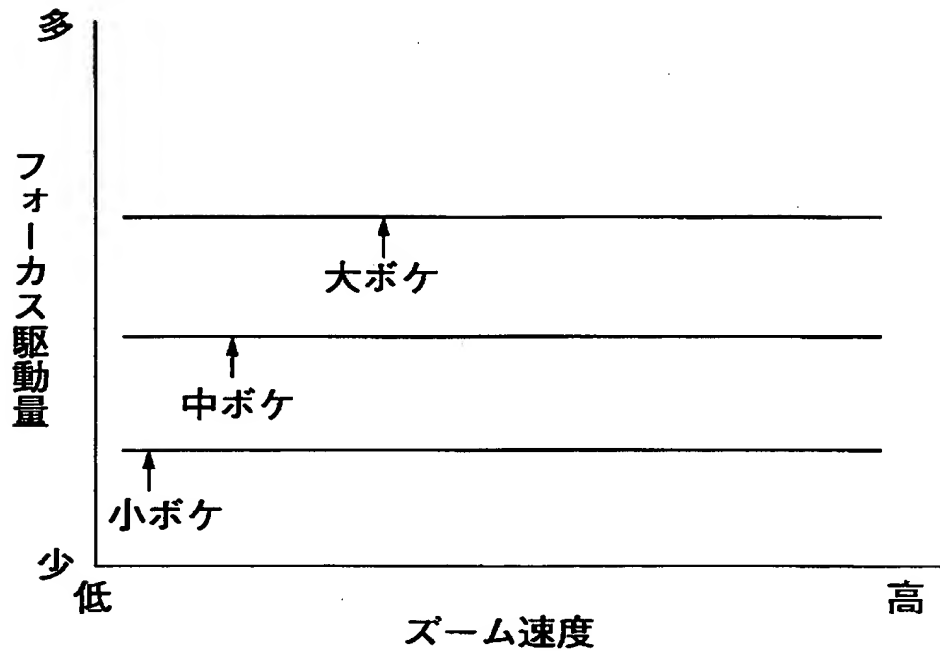 多
フォーカス駆動量
大ボケ
中ボケ
小ボケ
少
低
高
ズーム速度